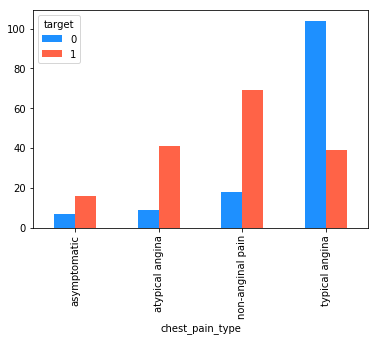 target
0
1
100
80
60
40
20
0
asymptomatic
atypical angina
non-anginal pain
typical angina
chest_pain_type